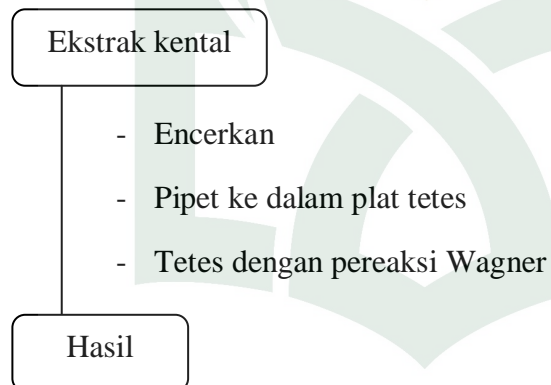 Ekstrak kental
- Encerkan
- Pipet ke dalam plat tetes
- Tetes dengan pereaksi Wagner
Hasil